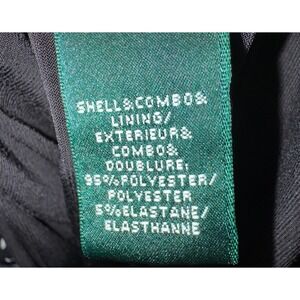 SHELL&COMBO&
LINING/
EXTERIEUR&
COMBO&
DOUBLURE:
95%POLYESTER/
POLYESTER
5%ELASTANE/
ELASTHANNE